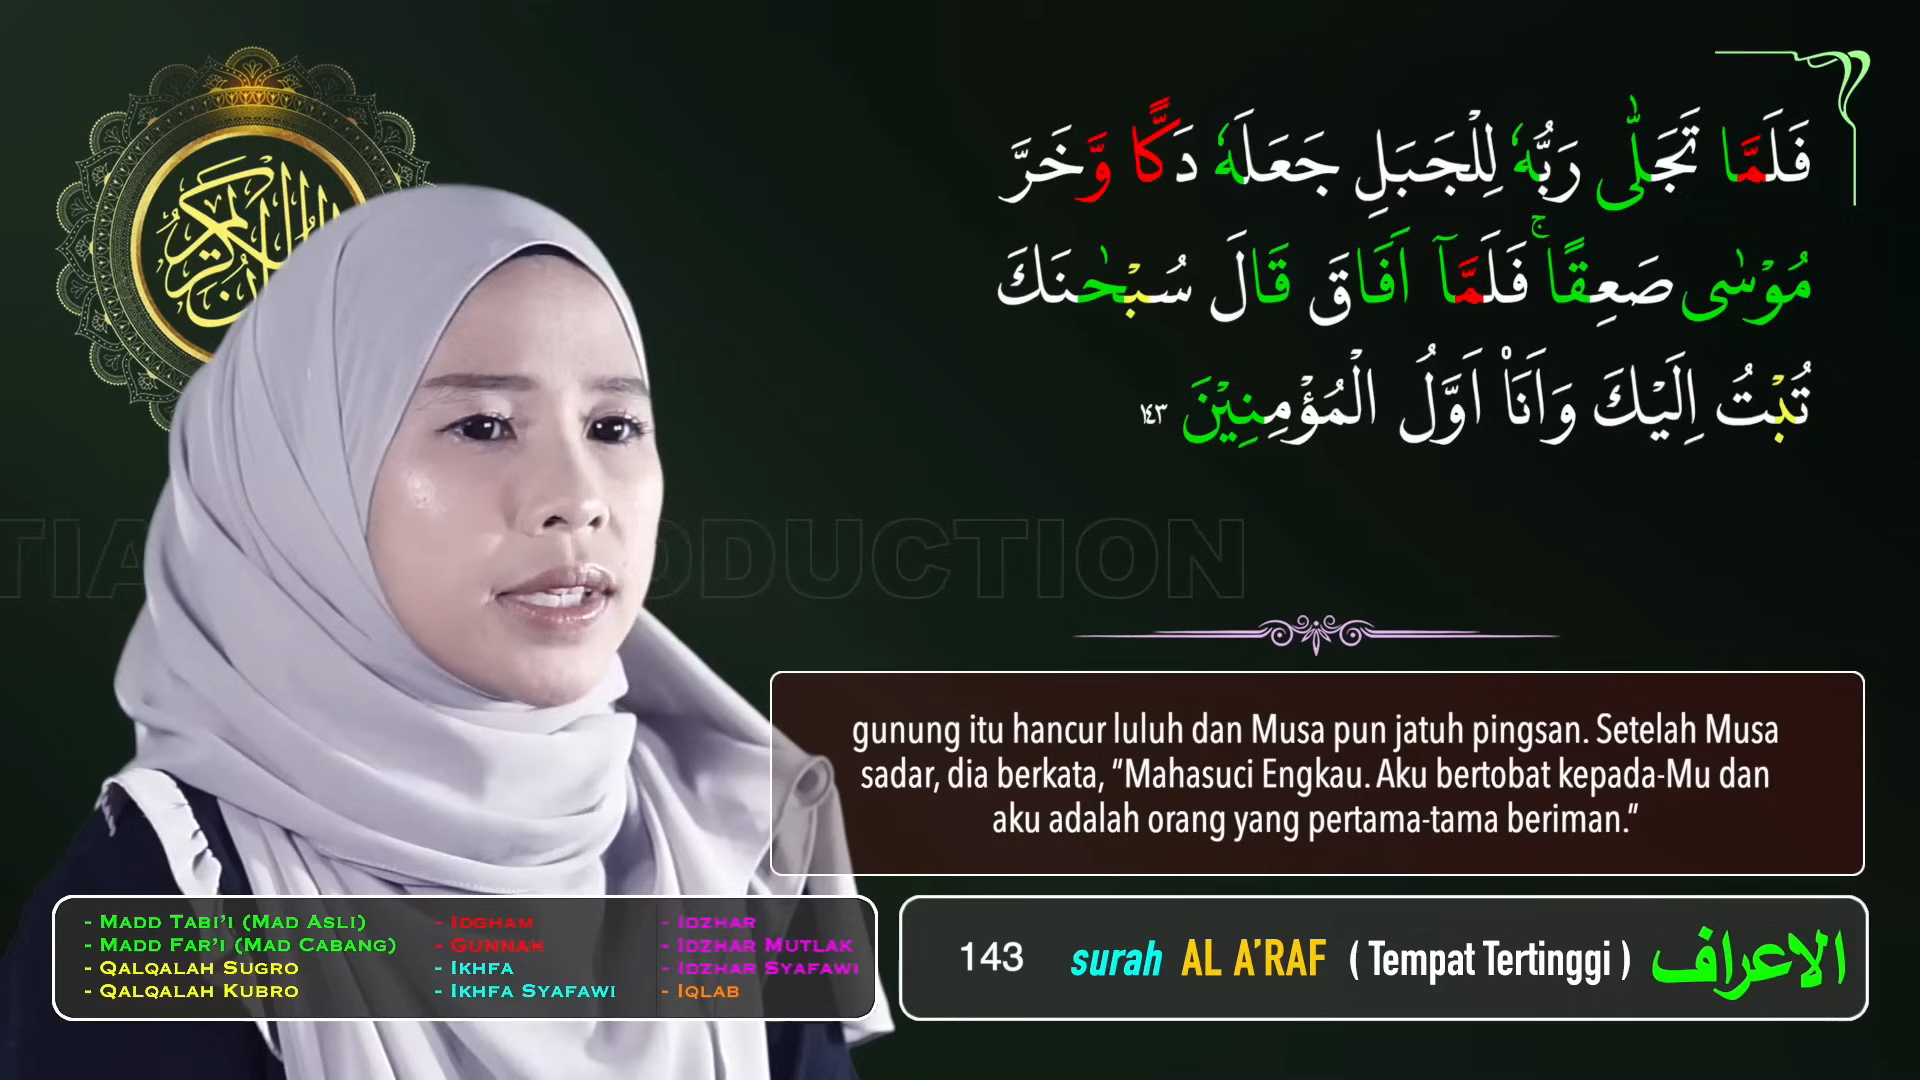 فَلَمَّا تَجَلّٰى رَبُّهٗ لِلْجَبَلِ جَعَلَهٗ دَكًّا وَّخَرَّ
مُوْسٰى صَعِقًاۚ فَلَمَّآ اَفَاقَ قَالَ سُبْحٰنَكَ
تُبْتُ اِلَيْكَ وَاَنَا۠ اَوَّلُ الْمُؤْمِنِيْنَ ١٤٣
gunung itu hancur luluh dan Musa pun jatuh pingsan. Setelah Musa
sadar, dia berkata, “Mahasuci Engkau. Aku bertobat kepada-Mu dan
aku adalah orang yang pertama-tama beriman.”
- Madd Tabi’i (Mad Asli)
- Madd Far’i (Mad Cabang)
- Qalqalah Sugro
- Qalqalah Kubro
- Idgham
- Gunnah
- Ikhfa
- Ikhfa Syafawi
- Idzhar
- Idzhar Mutlak
- Idzhar Syafawi
- Iqlab
143 surah AL A’RAF ( Tempat Tertinggi ) الاعراف